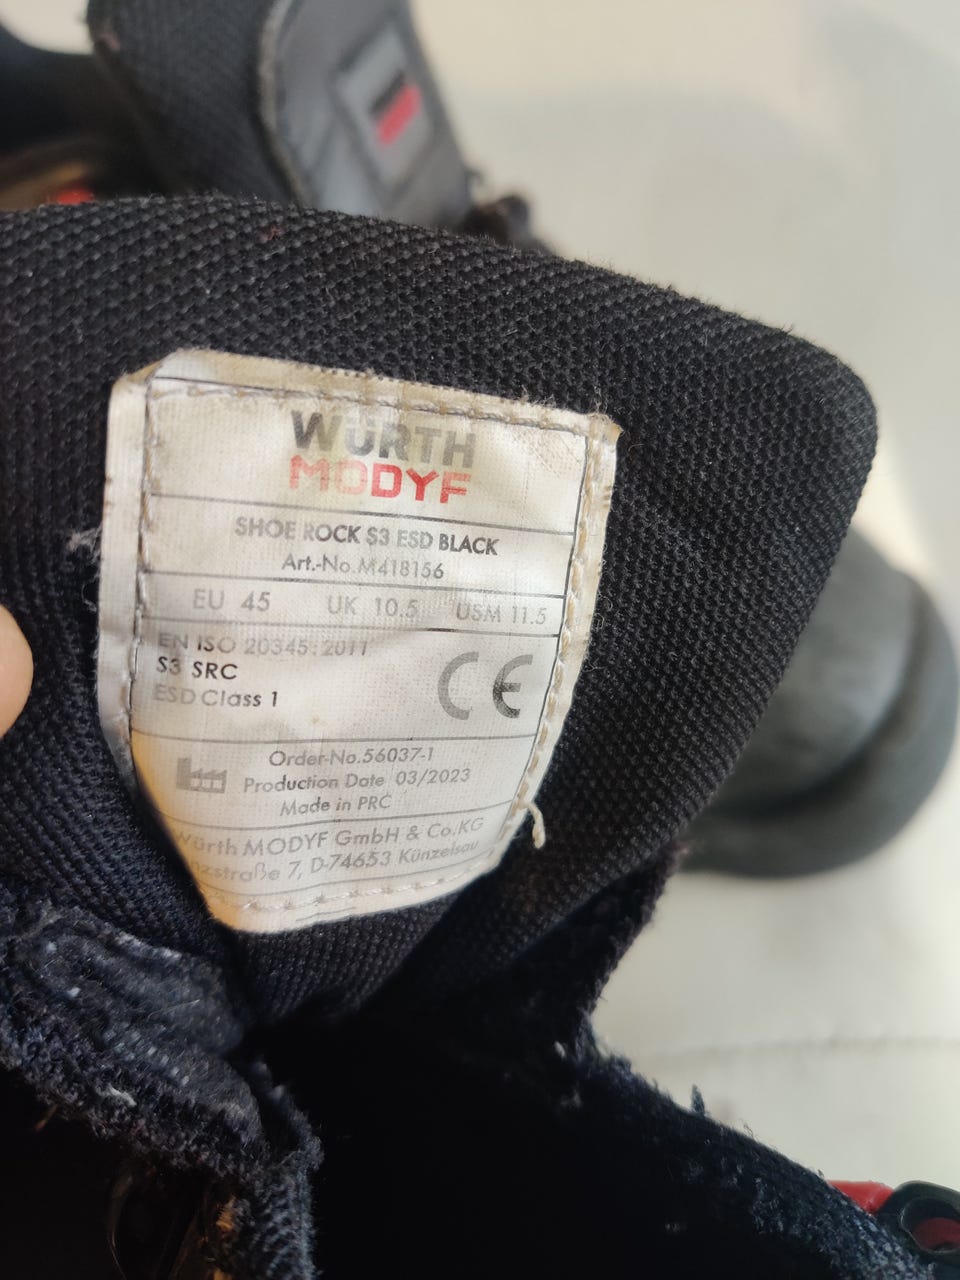 WÜRTH
MODYF
SHOE ROCK S3 ESD BLACK
Art.-No.M418156
EU 45 UK 10.5 USM 11.5
EN ISO 20345:2011
S3 SRC
ESD Class 1
CE
Order-No.56037-1
Production Date 03/2023
Made in PRC
Würth MODYF GmbH & Co.KG
7, D-74653 Künzelsau